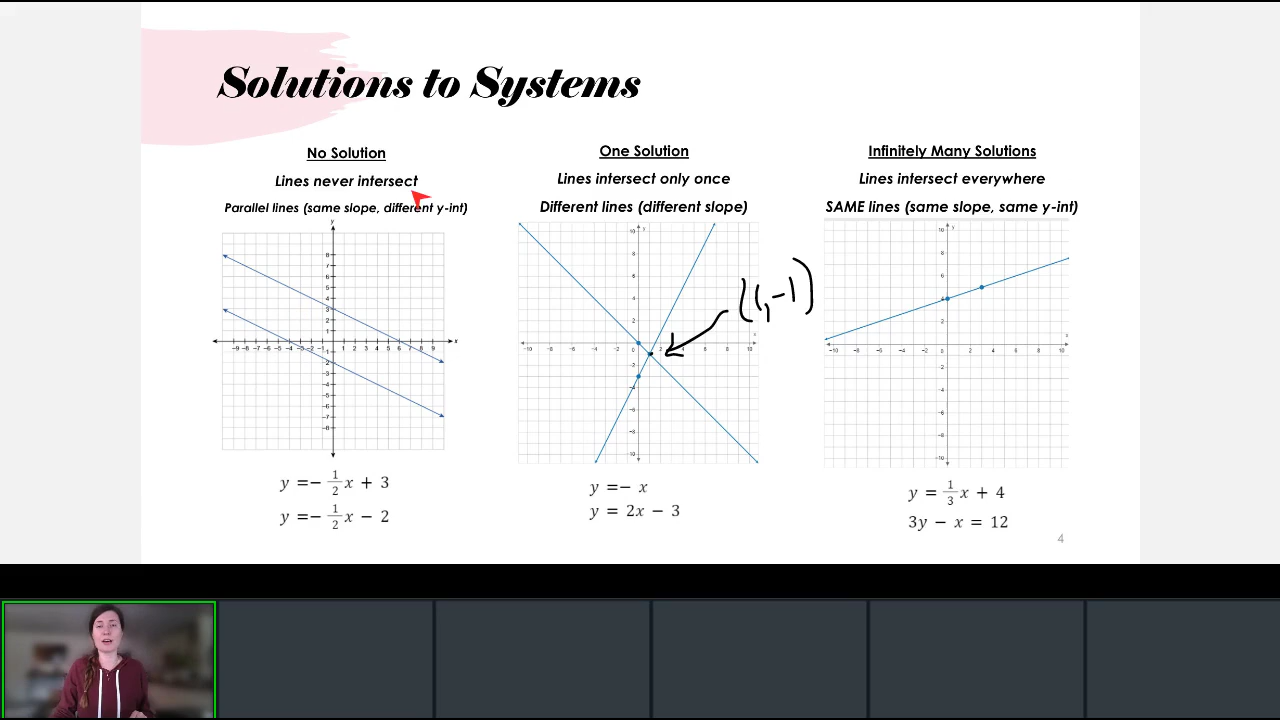 Solutions to Systems
No Solution
Lines never intersect
Parallel lines (same slope, different y-int)
y =− 1/2 x + 3
y =− 1/2 x − 2
One Solution
Lines intersect only once
Different lines (different slope)
(1,−1)
y =− x
y = 2x − 3
Infinitely Many Solutions
Lines intersect everywhere
SAME lines (same slope, same y-int)
y = 1/3 x + 4
3y − x = 12
4